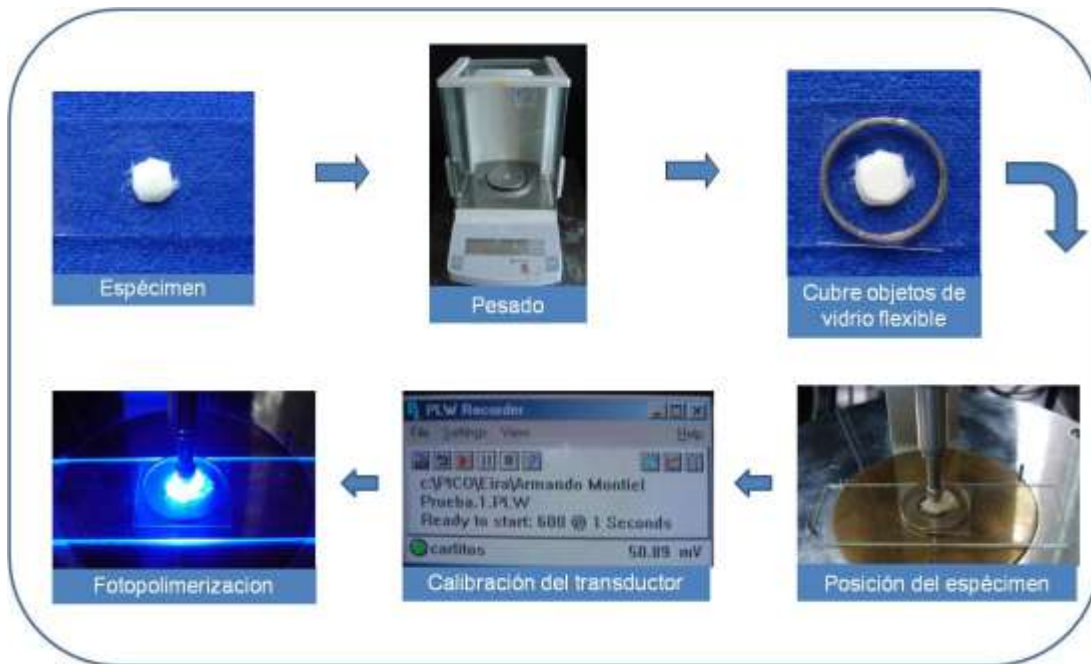 Espécimen
Pesado
Cubre objetos de
vidrio flexible
PLW Recorder
File Settings View Help
c:\PICO\Eira\Armando Montiel
Prueba.1.PLW
Ready to start: 600 @ 1 Seconds
carlitos 50.89 mV
Fotopolimerizacion
Calibración del transductor
Posición del espécimen